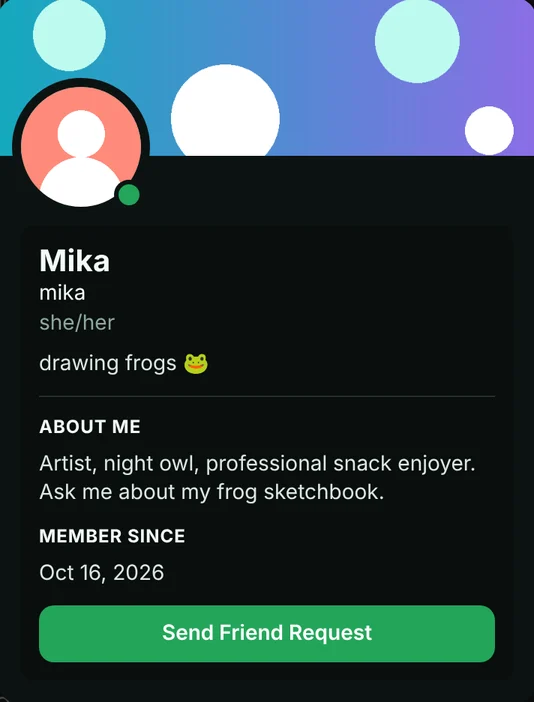 Mika
mika
she/her
drawing frogs 🐸
ABOUT ME
Artist, night owl, professional snack enjoyer.
Ask me about my frog sketchbook.
MEMBER SINCE
Oct 16, 2026
Send Friend Request